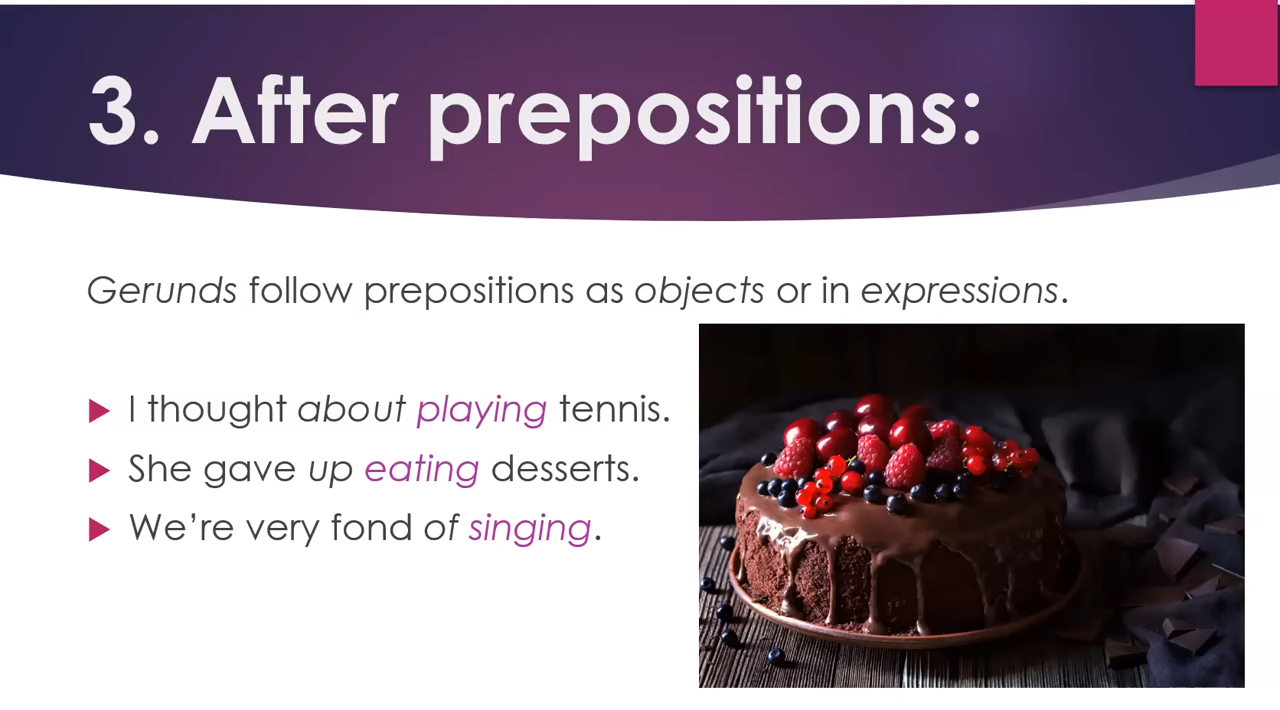 3. After prepositions:
Gerunds follow prepositions as objects or in expressions.
I thought about playing tennis.
She gave up eating desserts.
We’re very fond of singing.